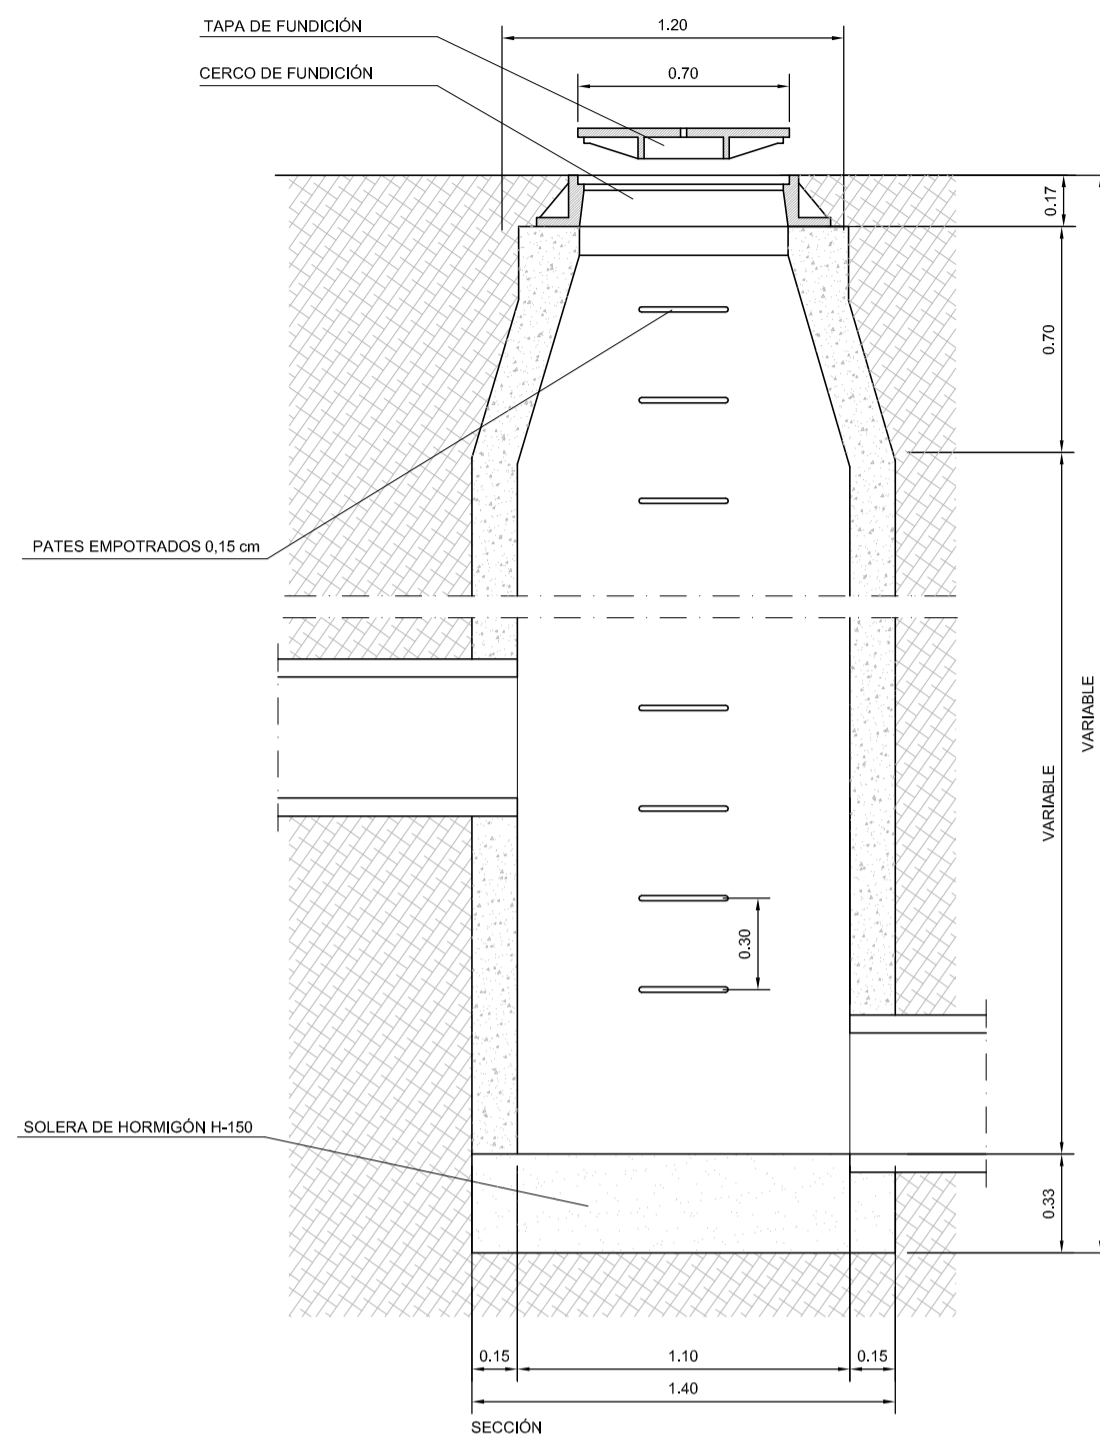 TAPA DE FUNDICIÓN
1.20
CERCO DE FUNDICIÓN
0.70
0.17
0.70
PATES EMPOTRADOS 0,15 cm
VARIABLE
VARIABLE
0.30
SOLERA DE HORMIGÓN H-150
0.33
0.15
1.10
0.15
1.40
SECCIÓN